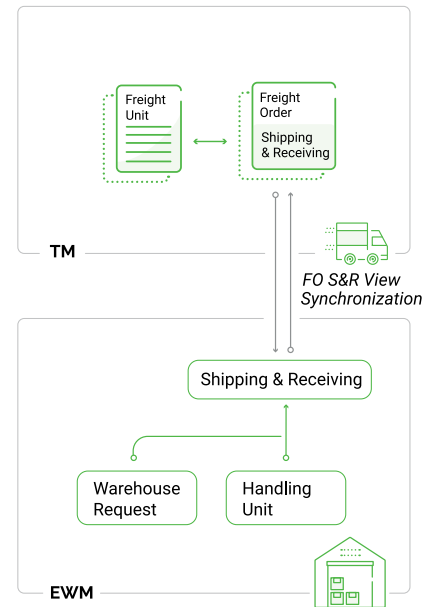 Freight
Unit
Freight
Order
Shipping
& Receiving
TM
FO S&R View
Synchronization
Shipping & Receiving
Warehouse
Request
Handling
Unit
EWM